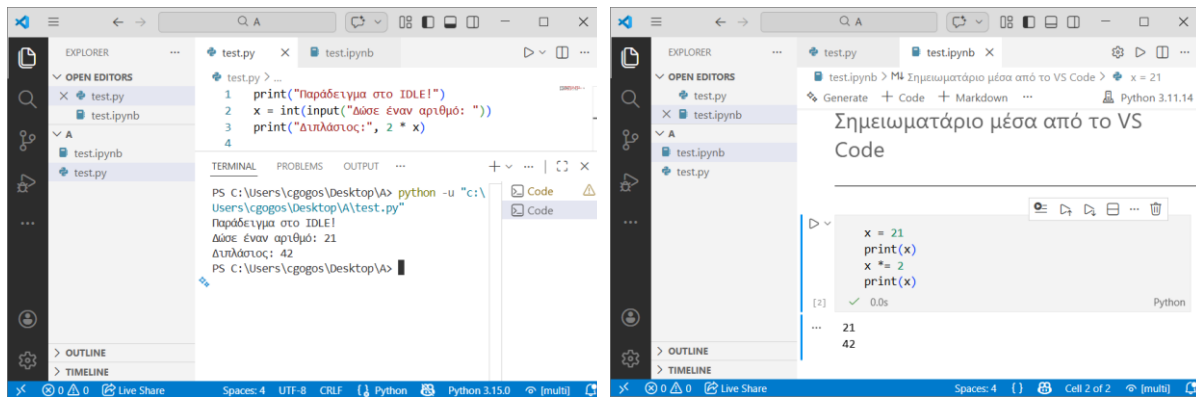 A
EXPLORER
OPEN EDITORS
test.py
test.ipynb
A
test.ipynb
test.py
OUTLINE
TIMELINE
test.py
test.ipynb
test.py > ...
1 print("Παράδειγμα στο IDLE!")
2 x = int(input("Δώσε έναν αριθμό: "))
3 print("Διπλάσιος:", 2 * x)
4
TERMINAL PROBLEMS OUTPUT ...
PS C:\Users\cgogos\Desktop\A> python -u "c:\
Users\cgogos\Desktop\A\test.py"
Παράδειγμα στο IDLE!
Δώσε έναν αριθμό: 21
Διπλάσιος: 42
PS C:\Users\cgogos\Desktop\A>
Code
Code
0 0 Live Share Spaces: 4 UTF-8 CRLF {} Python Python 3.15.0 [multi]
A
EXPLORER
OPEN EDITORS
test.py
test.ipynb
A
test.ipynb
test.py
OUTLINE
TIMELINE
test.py
test.ipynb
test.ipynb > M↓ Σημειωματάριο μέσα από το VS Code > x = 21
Generate + Code + Markdown ... Python 3.11.14
Σημειωματάριο μέσα από το VS
Code
x = 21
print(x)
x *= 2
print(x)
[2] 0.0s Python
21
42
0 0 Live Share Spaces: 4 {} Cell 2 of 2 [multi]